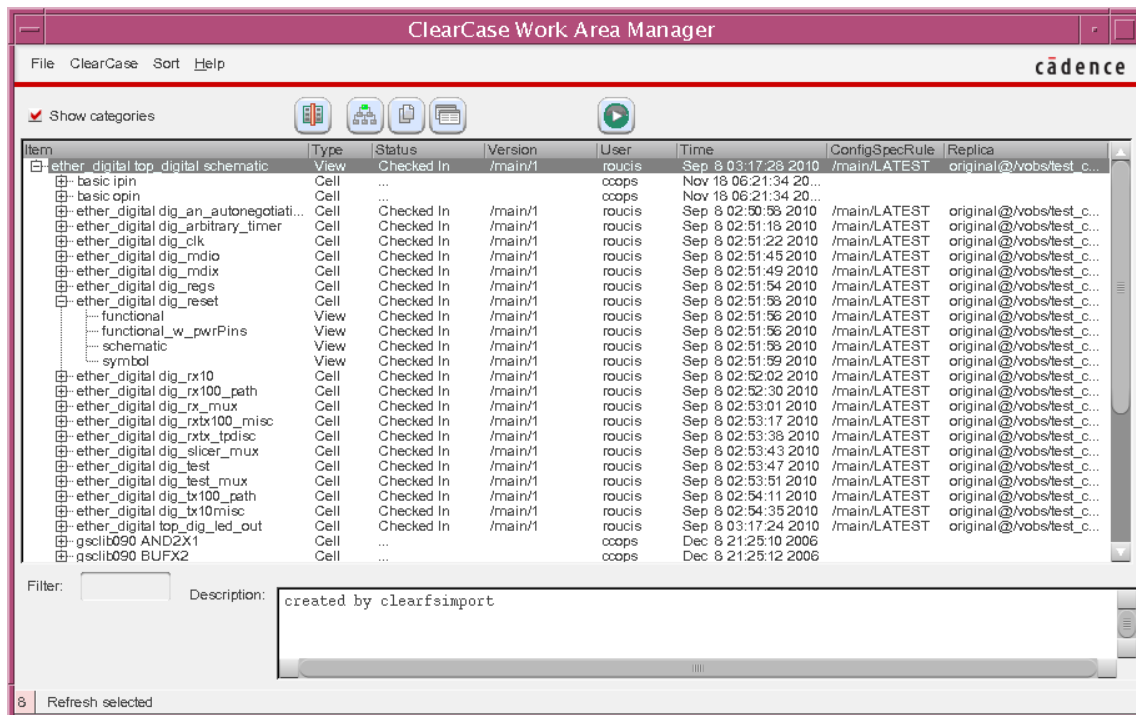 ClearCase Work Area Manager
File ClearCase Sort Help
cādence
Show categories
Item Type Status Version User Time ConfigSpecRule Replica
ether_digital top_digital schematic View Checked In /main/1 roucis Sep 8 03:17:28 2010 /main/LATEST original@/vobs/test_c...
basic ipin Cell ... ccops Nov 18 06:21:34 20...
basic opin Cell ... ccops Nov 18 06:21:34 20...
ether_digital dig_an_autonegotiati... Cell Checked In /main/1 roucis Sep 8 02:50:58 2010 /main/LATEST original@/vobs/test_c...
ether_digital dig_arbitrary_timer Cell Checked In /main/1 roucis Sep 8 02:51:18 2010 /main/LATEST original@/vobs/test_c...
ether_digital dig_clk Cell Checked In /main/1 roucis Sep 8 02:51:22 2010 /main/LATEST original@/vobs/test_c...
ether_digital dig_mdio Cell Checked In /main/1 roucis Sep 8 02:51:45 2010 /main/LATEST original@/vobs/test_c...
ether_digital dig_mdix Cell Checked In /main/1 roucis Sep 8 02:51:49 2010 /main/LATEST original@/vobs/test_c...
ether_digital dig_regs Cell Checked In /main/1 roucis Sep 8 02:51:54 2010 /main/LATEST original@/vobs/test_c...
ether_digital dig_reset Cell Checked In /main/1 roucis Sep 8 02:51:58 2010 /main/LATEST original@/vobs/test_c...
functional View Checked In /main/1 roucis Sep 8 02:51:56 2010 /main/LATEST original@/vobs/test_c...
functional_w_pwrPins View Checked In /main/1 roucis Sep 8 02:51:56 2010 /main/LATEST original@/vobs/test_c...
schematic View Checked In /main/1 roucis Sep 8 02:51:58 2010 /main/LATEST original@/vobs/test_c...
symbol View Checked In /main/1 roucis Sep 8 02:51:59 2010 /main/LATEST original@/vobs/test_c...
ether_digital dig_rx10 Cell Checked In /main/1 roucis Sep 8 02:52:02 2010 /main/LATEST original@/vobs/test_c...
ether_digital dig_rx100_path Cell Checked In /main/1 roucis Sep 8 02:52:30 2010 /main/LATEST original@/vobs/test_c...
ether_digital dig_rx_mux Cell Checked In /main/1 roucis Sep 8 02:53:01 2010 /main/LATEST original@/vobs/test_c...
ether_digital dig_rxtx100_misc Cell Checked In /main/1 roucis Sep 8 02:53:17 2010 /main/LATEST original@/vobs/test_c...
ether_digital dig_rxtx_tpdisc Cell Checked In /main/1 roucis Sep 8 02:53:38 2010 /main/LATEST original@/vobs/test_c...
ether_digital dig_slicer_mux Cell Checked In /main/1 roucis Sep 8 02:53:43 2010 /main/LATEST original@/vobs/test_c...
ether_digital dig_test Cell Checked In /main/1 roucis Sep 8 02:53:47 2010 /main/LATEST original@/vobs/test_c...
ether_digital dig_test_mux Cell Checked In /main/1 roucis Sep 8 02:53:51 2010 /main/LATEST original@/vobs/test_c...
ether_digital dig_tx100_path Cell Checked In /main/1 roucis Sep 8 02:54:11 2010 /main/LATEST original@/vobs/test_c...
ether_digital dig_tx10misc Cell Checked In /main/1 roucis Sep 8 02:54:35 2010 /main/LATEST original@/vobs/test_c...
ether_digital top_dig_led_out Cell Checked In /main/1 roucis Sep 8 03:17:24 2010 /main/LATEST original@/vobs/test_c...
gsclib090 AND2X1 Cell ... ccops Dec 8 21:25:10 2006
gsclib090 BUFX2 Cell ... ccops Dec 8 21:25:12 2006
Filter:
Description:
created by clearfsimport
8 Refresh selected